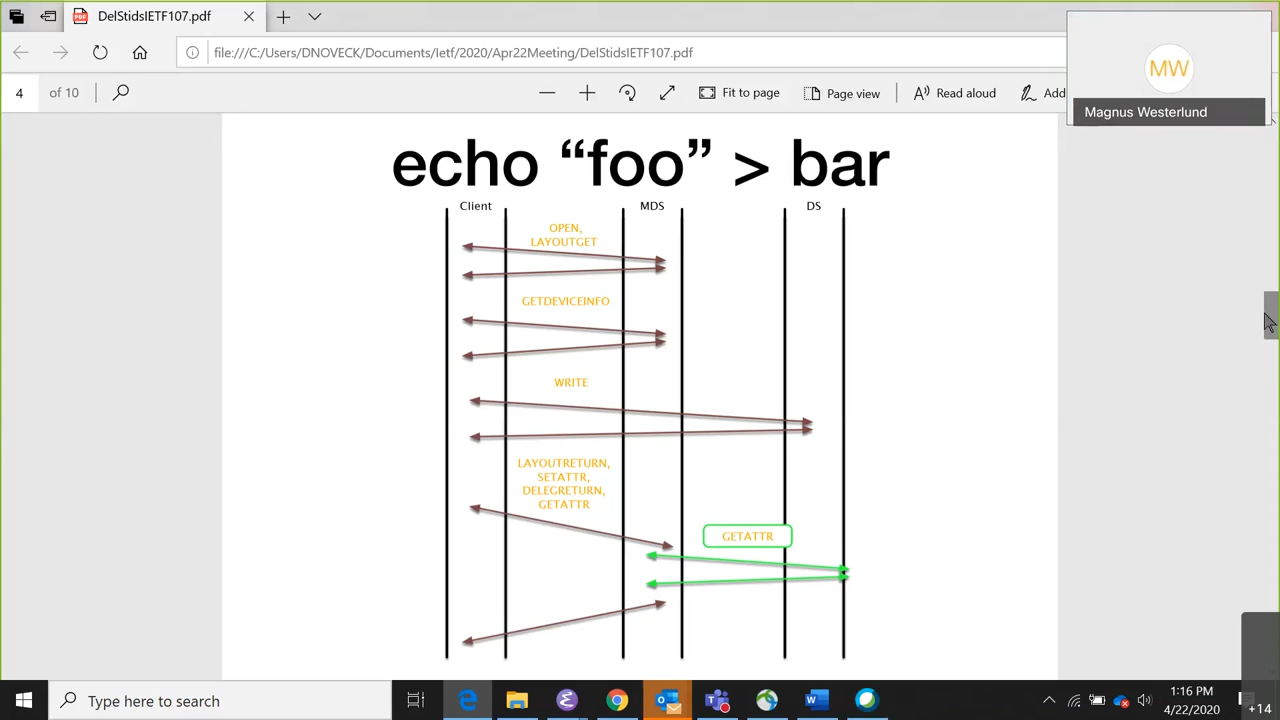 DelStidsIETF107.pdf
file:///C:/Users/DNOVECK/Documents/Ietf/2020/Apr22Meeting/DelStidsIETF107.pdf
MW
Magnus Westerlund
4 of 10
Fit to page
Page view
Read aloud
Add
echo “foo” > bar
Client
MDS
DS
OPEN,
LAYOUTGET
GETDEVICEINFO
WRITE
LAYOUTRETURN,
SETATTR,
DELEGRETURN,
GETATTR
GETATTR
Type here to search
1:16 PM
4/22/2020
+14